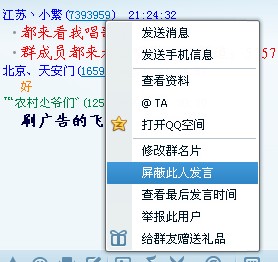 江苏丶小繁(7393959) 21:24:32
都来看我唱
群成员都来
57
北京、天安门(1659
好
农村尐爷们
(125
刷广告的飞
发送消息
发送手机信息
查看资料
@ TA
打开QQ空间
修改群名片
屏蔽此人发言
查看最后发言时间
举报此用户
给群友赠送礼品